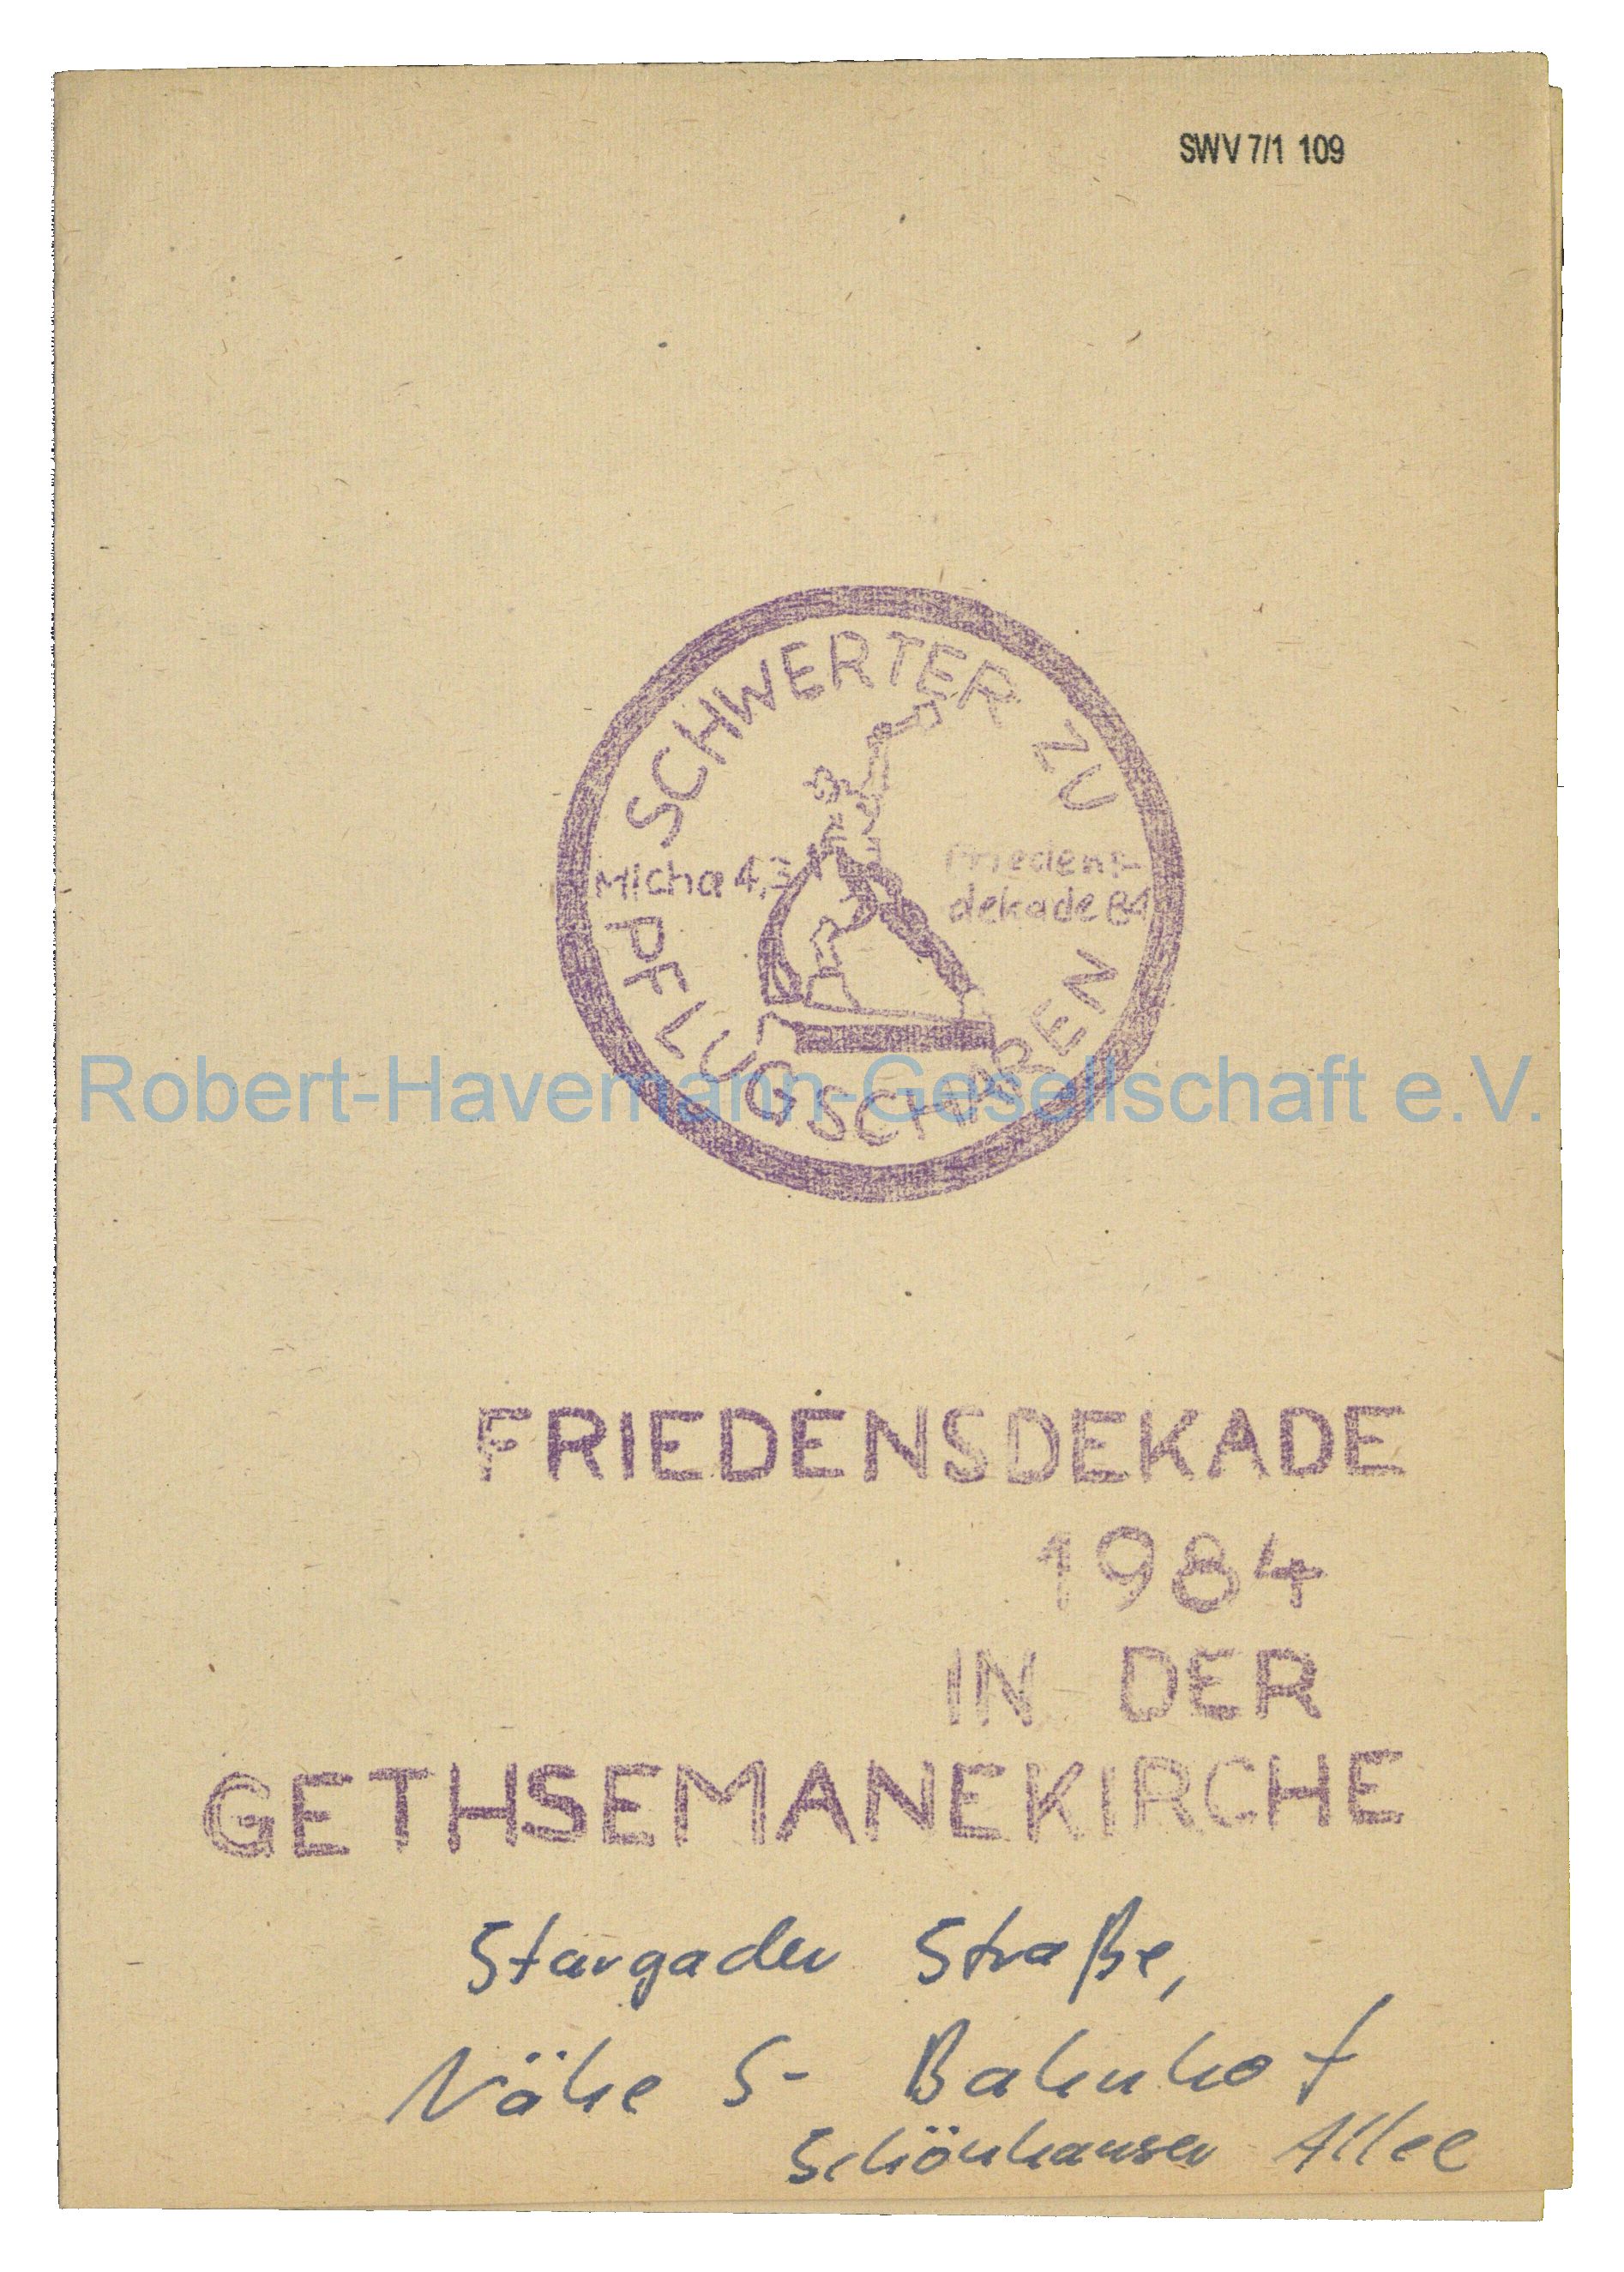 SWV 7/1 109
SCHWERTER ZU
Micha 4,3
Friedens-
dekade 84
PFLUGSCHAREN
Robert-Havemann-Gesellschaft e.V.
FRIEDENSDEKADE
1984
IN DER
GETHSEMANEKIRCHE
Stargader Straße,
Nähe S- Bahnhof
Schönhauser Allee